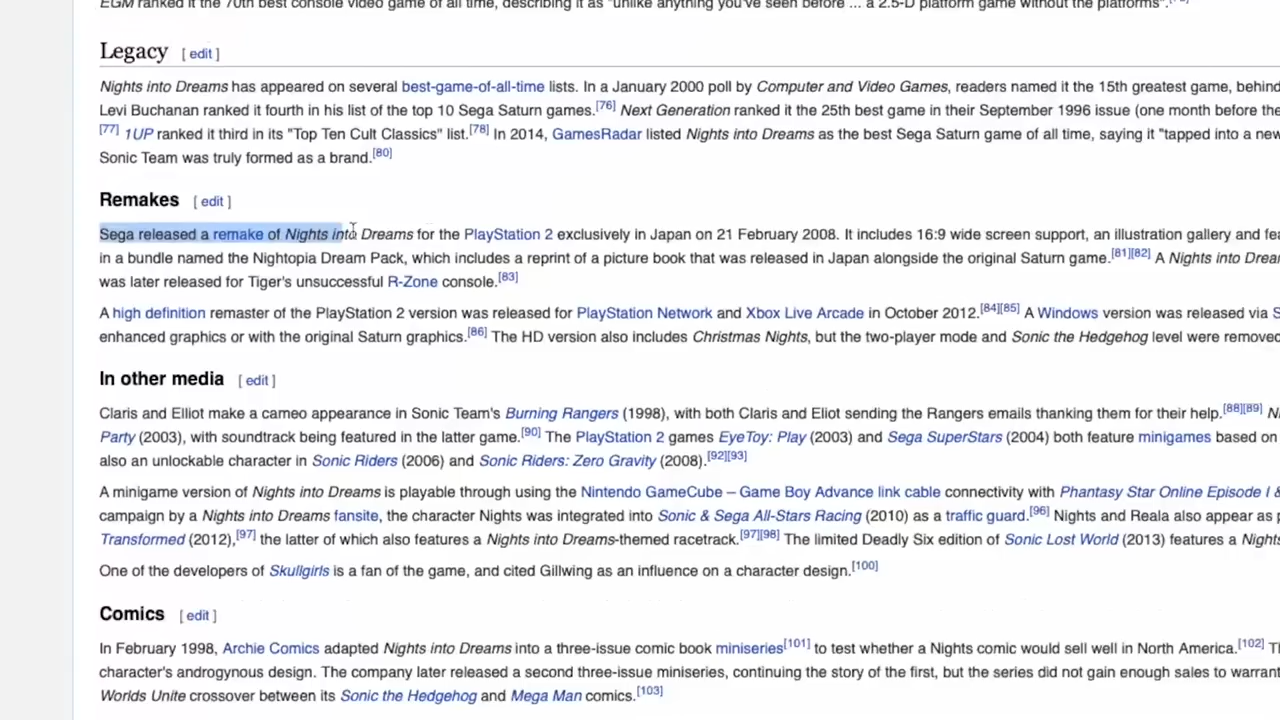 EGM ranked it the 70th best console video game of all time, describing it as "unlike anything you've seen before ... a 2.5-D platform game without the platforms".
Legacy [ edit ]
Nights into Dreams has appeared on several best-game-of-all-time lists. In a January 2000 poll by Computer and Video Games, readers named it the 15th greatest game, behind
Levi Buchanan ranked it fourth in his list of the top 10 Sega Saturn games.[76] Next Generation ranked it the 25th best game in their September 1996 issue (one month before the
[77] 1UP ranked it third in its "Top Ten Cult Classics" list.[78] In 2014, GamesRadar listed Nights into Dreams as the best Sega Saturn game of all time, saying it "tapped into a new
Sonic Team was truly formed as a brand.[80]
Remakes [ edit ]
Sega released a remake of Nights into Dreams for the PlayStation 2 exclusively in Japan on 21 February 2008. It includes 16:9 wide screen support, an illustration gallery and
in a bundle named the Nightopia Dream Pack, which includes a reprint of a picture book that was released in Japan alongside the original Saturn game.[81][82] A Nights into
was later released for Tiger's unsuccessful R-Zone console.[83]
A high definition remaster of the PlayStation 2 version was released for PlayStation Network and Xbox Live Arcade in October 2012.[84][85] A Windows version was released via
enhanced graphics or with the original Saturn graphics.[86] The HD version also includes Christmas Nights, but the two-player mode and Sonic the Hedgehog level were removed
In other media [ edit ]
Claris and Elliot make a cameo appearance in Sonic Team's Burning Rangers (1998), with both Claris and Eliot sending the Rangers emails thanking them for their help.[88][89]
Party (2003), with soundtrack being featured in the latter game.[90] The PlayStation 2 games EyeToy: Play (2003) and Sega SuperStars (2004) both feature minigames based on
also an unlockable character in Sonic Riders (2006) and Sonic Riders: Zero Gravity (2008).[92][93]
A minigame version of Nights into Dreams is playable through using the Nintendo GameCube – Game Boy Advance link cable connectivity with Phantasy Star Online Episode I &
campaign by a Nights into Dreams fansite, the character Nights was integrated into Sonic & Sega All-Stars Racing (2010) as a traffic guard.[96] Nights and Reala also appear as
Transformed (2012),[97] the latter of which also features a Nights into Dreams-themed racetrack.[97][98] The limited Deadly Six edition of Sonic Lost World (2013) features a Nights
One of the developers of Skullgirls is a fan of the game, and cited Gillwing as an influence on a character design.[100]
Comics [ edit ]
In February 1998, Archie Comics adapted Nights into Dreams into a three-issue comic book miniseries[101] to test whether a Nights comic would sell well in North America.[102]
character's androgynous design. The company later released a second three-issue miniseries, continuing the story of the first, but the series did not gain enough sales to warrant
Worlds Unite crossover between its Sonic the Hedgehog and Mega Man comics.[103]